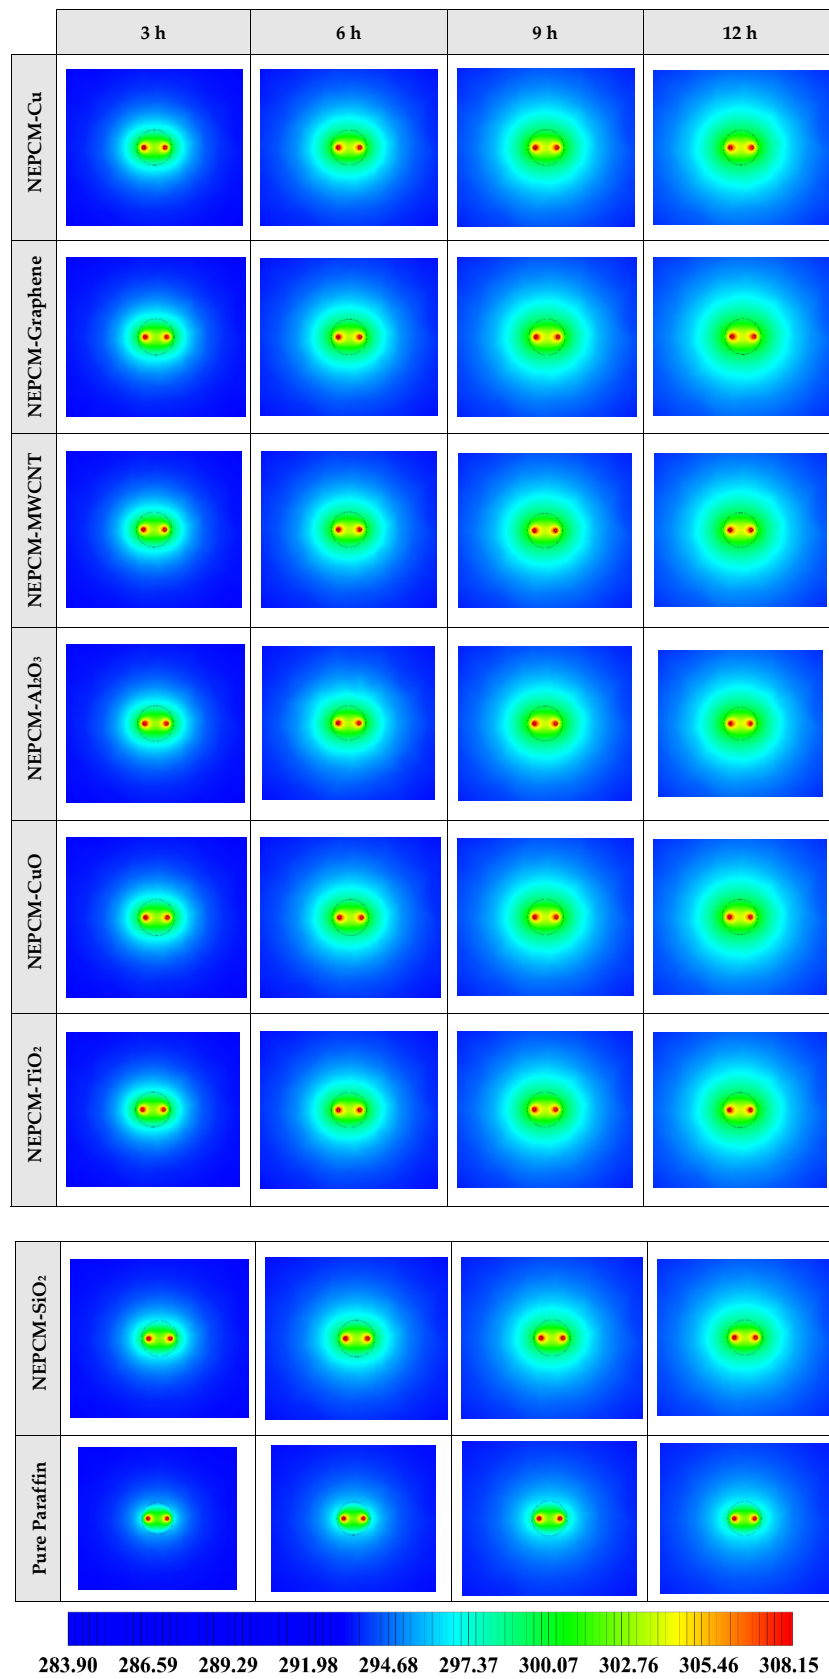 3 h 6 h 9 h 12 h
NEPCM-Cu
NEPCM-Graphene
NEPCM-MWCNT
NEPCM-Al₂O₃
NEPCM-CuO
NEPCM-TiO₂
NEPCM-SiO₂
Pure Paraffin
283.90 286.59 289.29 291.98 294.68 297.37 300.07 302.76 305.46 308.15